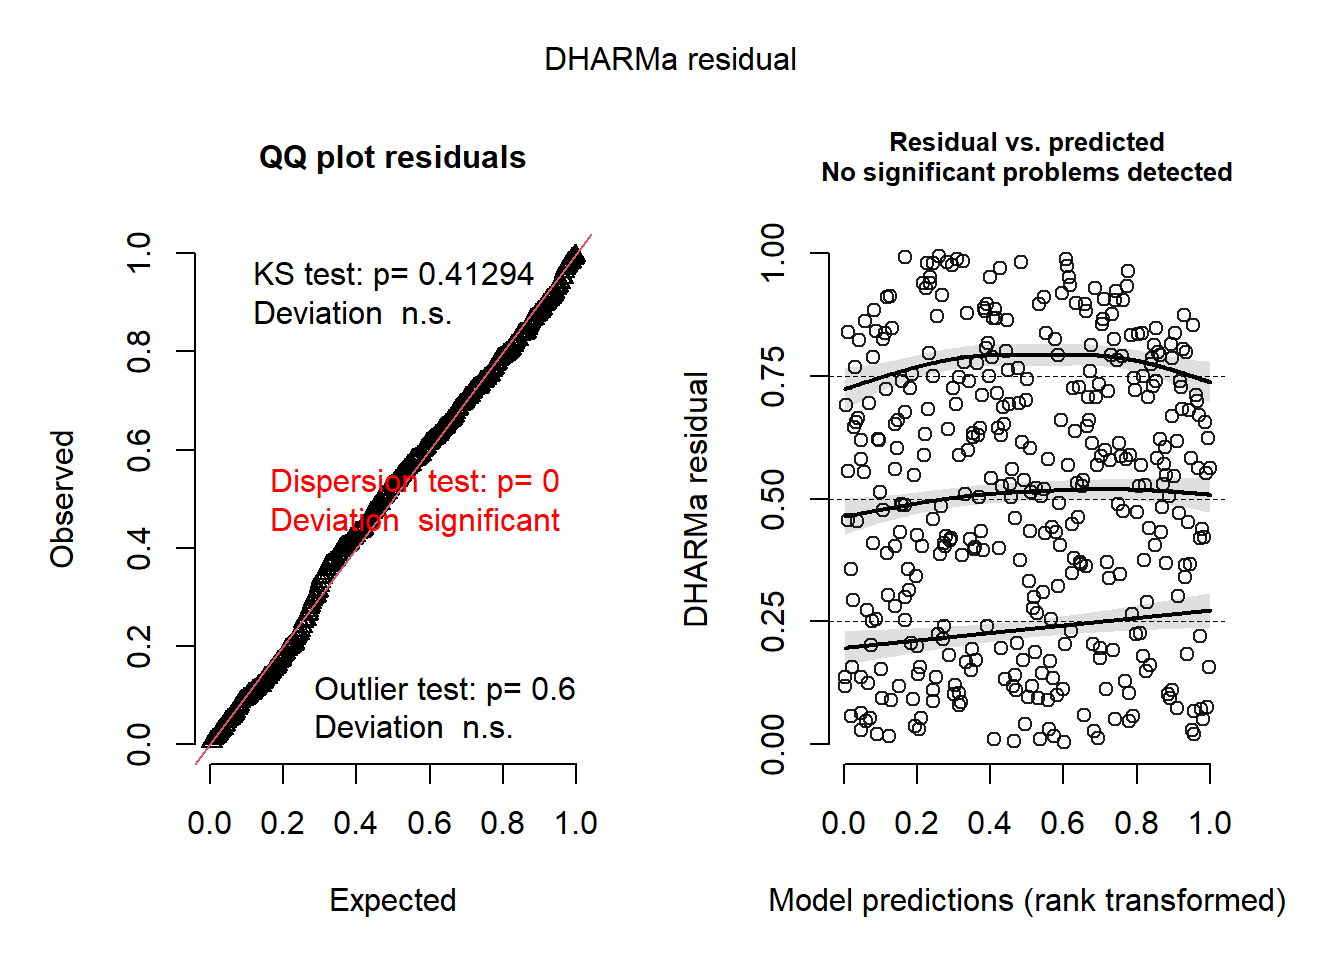 DHARMa residual
QQ plot residuals
KS test: p= 0.41294
Deviation  n.s.
Dispersion test: p= 0
Deviation  significant
Outlier test: p= 0.6
Deviation  n.s.
Observed
0.0 0.2 0.4 0.6 0.8 1.0
0.0 0.2 0.4 0.6 0.8 1.0
Expected
Residual vs. predicted
No significant problems detected
DHARMa residual
0.00 0.25 0.50 0.75 1.00
0.0 0.2 0.4 0.6 0.8 1.0
Model predictions (rank transformed)